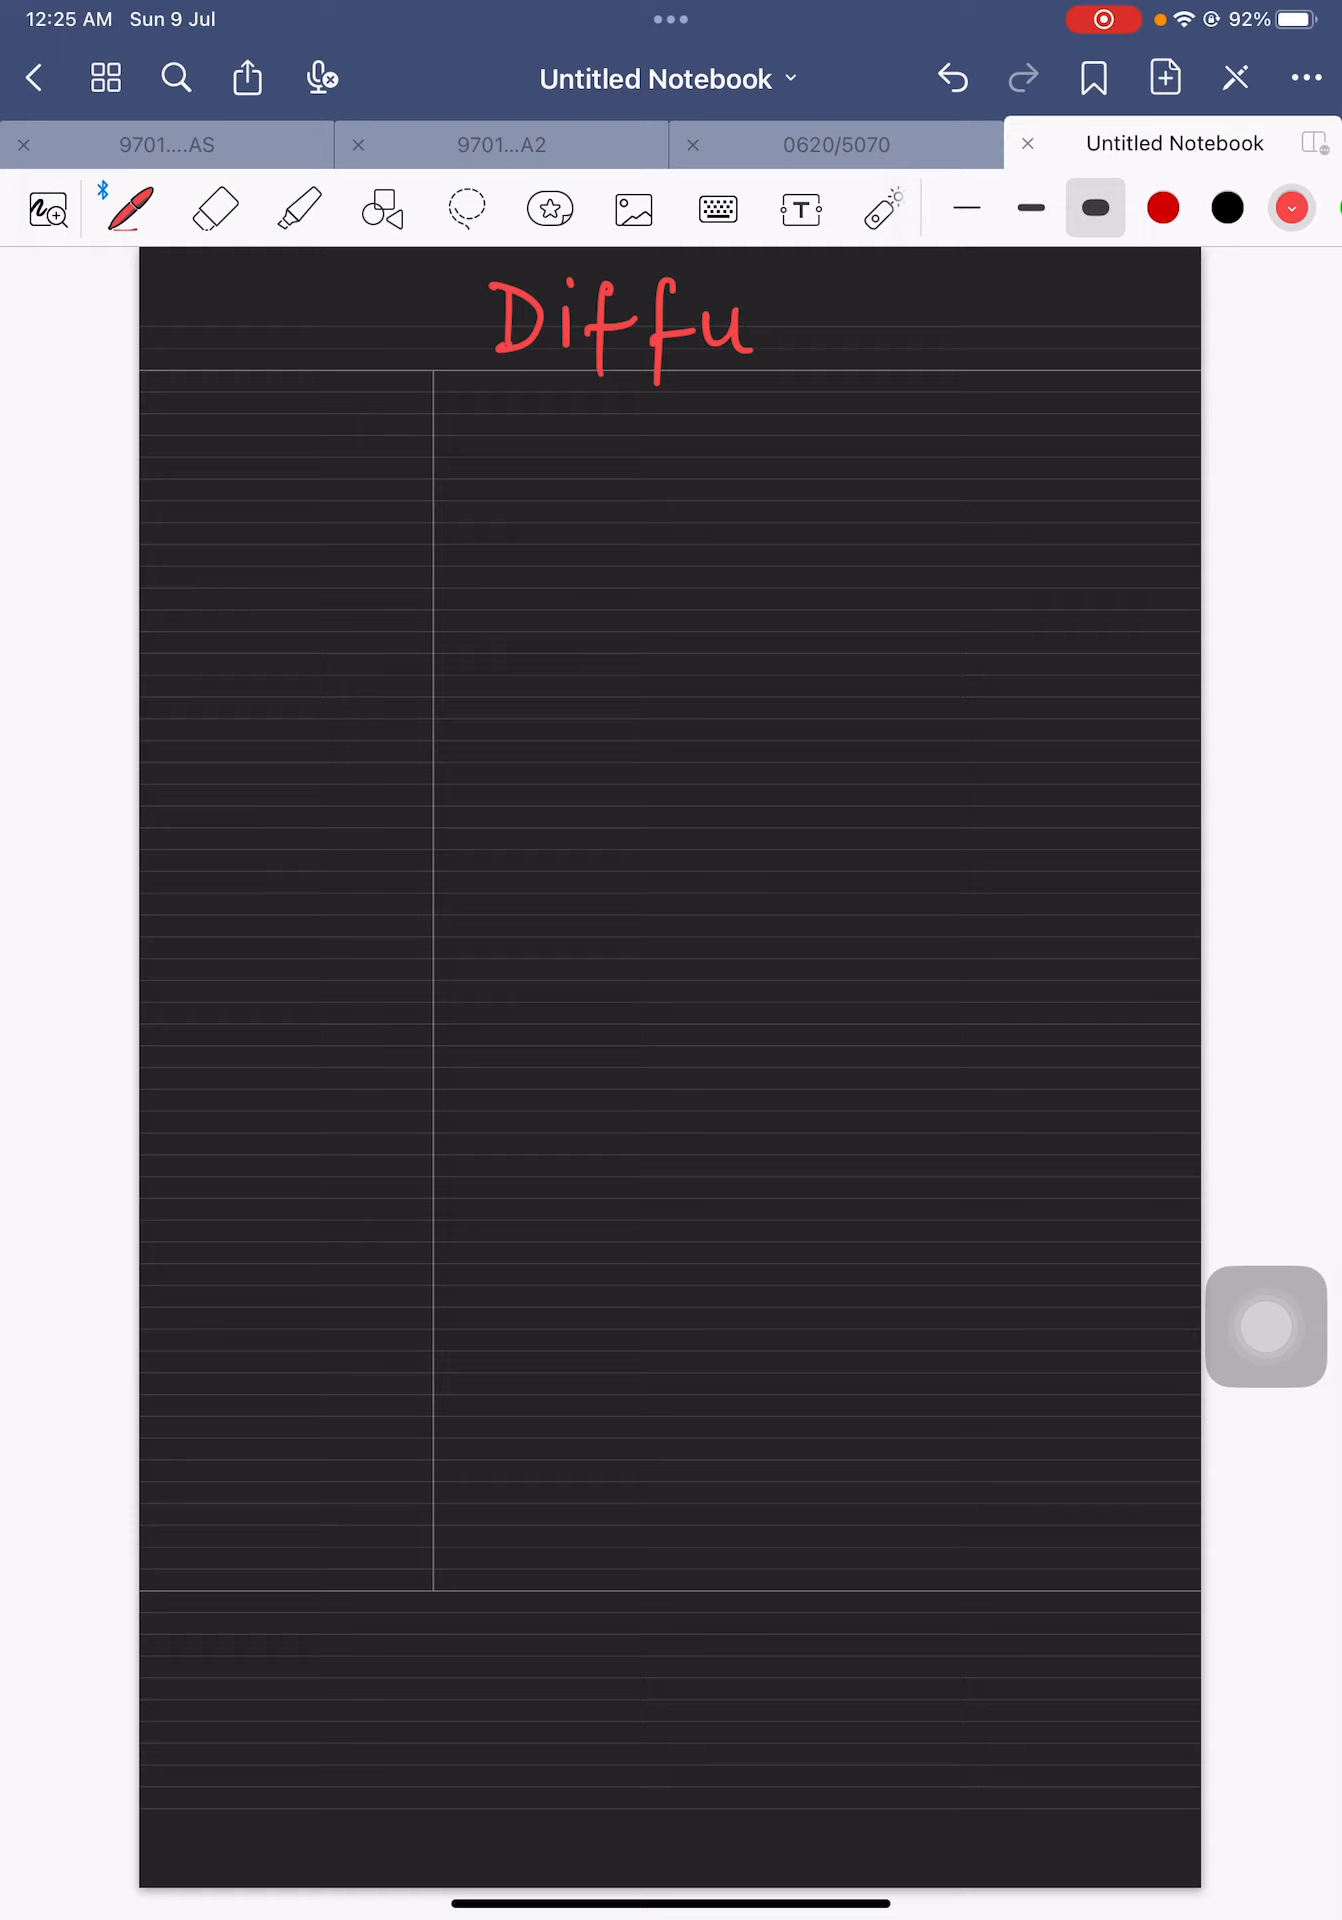 12:25 AM Sun 9 Jul 92%
Untitled Notebook
9701....AS 9701...A2 0620/5070 Untitled Notebook
T
Diffu